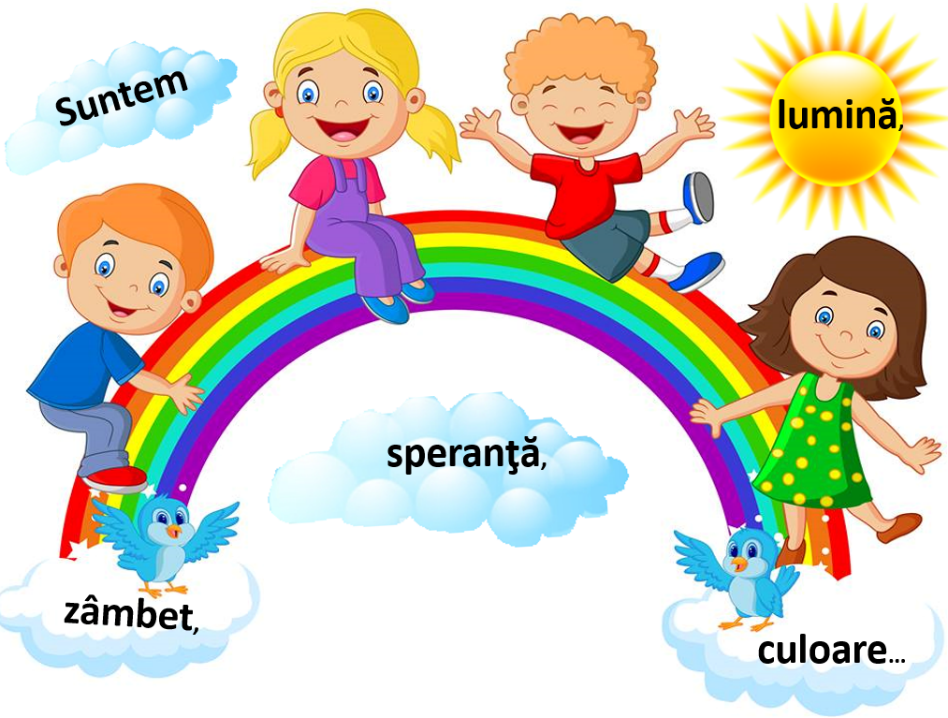 Suntem
lumină,
speranţă,
zâmbet,
culoare...